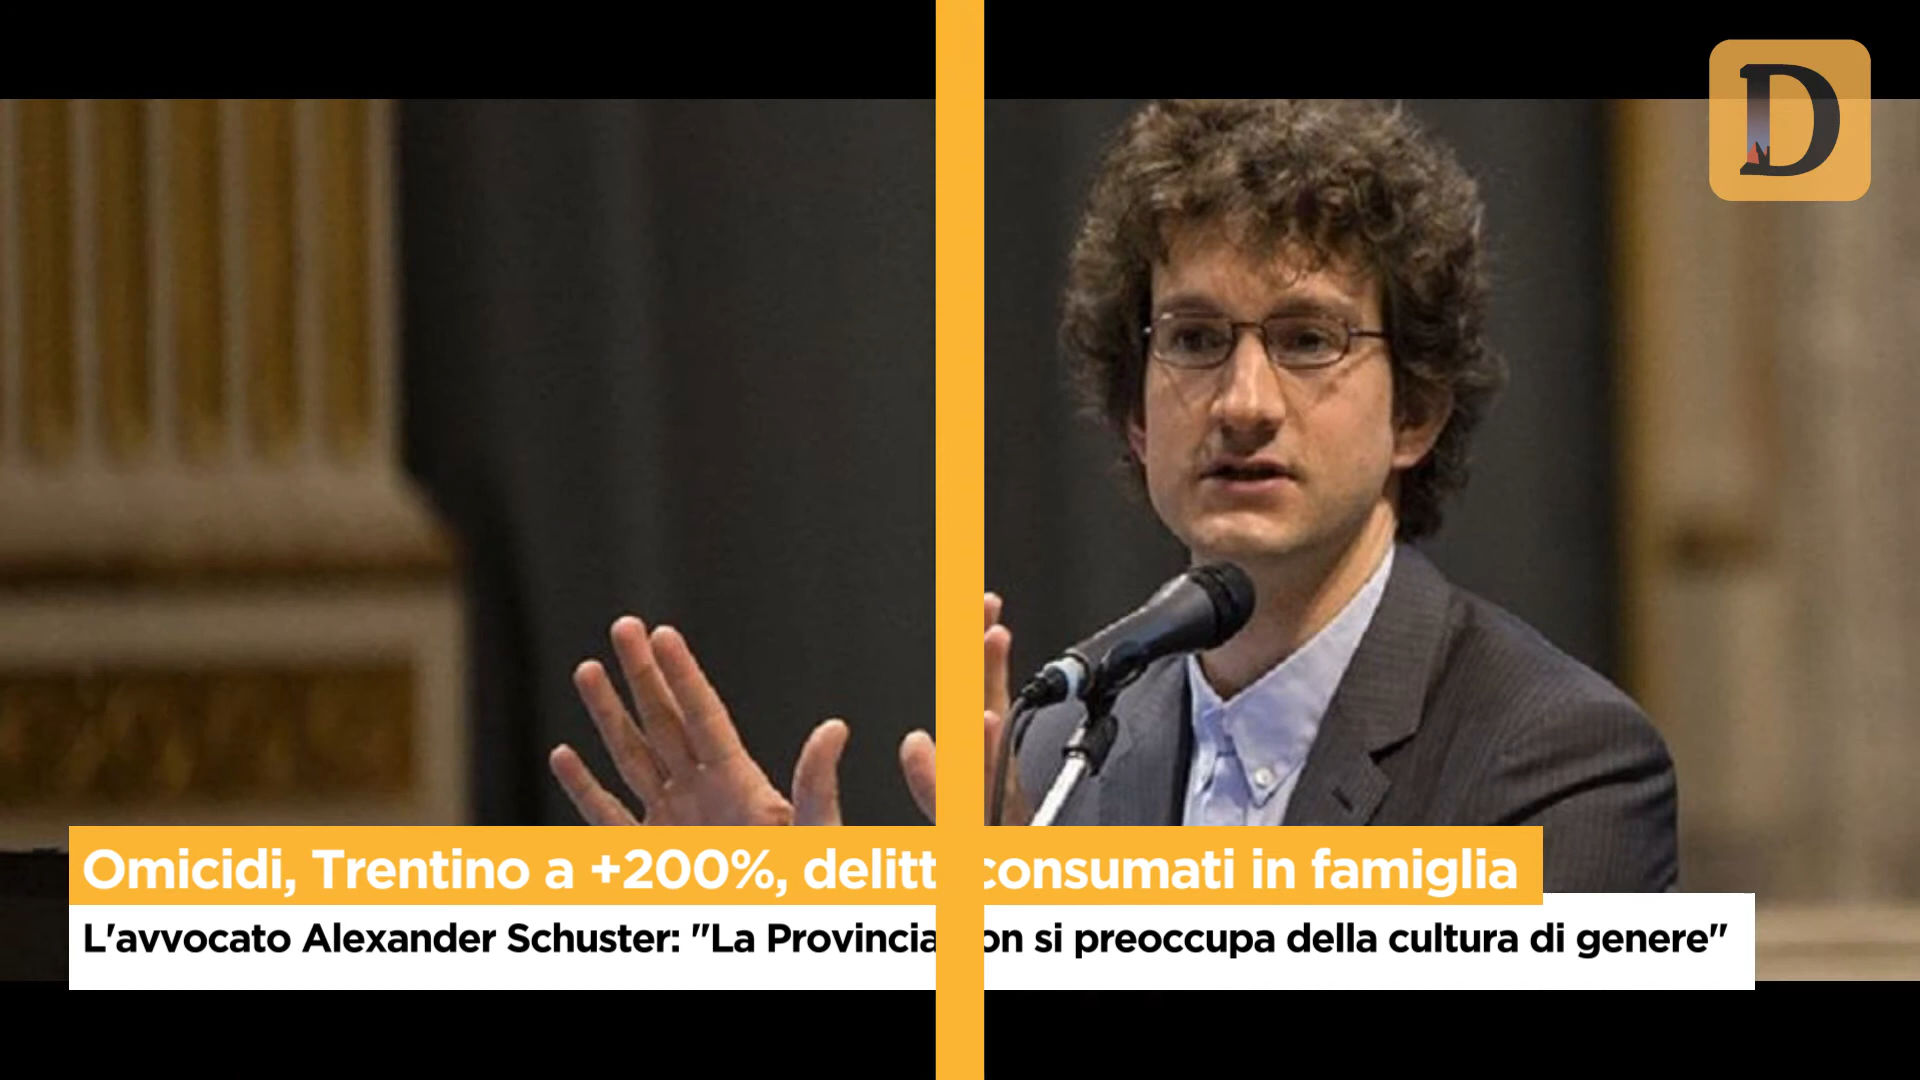 D
Omicidi, Trentino a +200%, delitt consumati in famiglia
L'avvocato Alexander Schuster: "La Provincia on si preoccupa della cultura di genere"